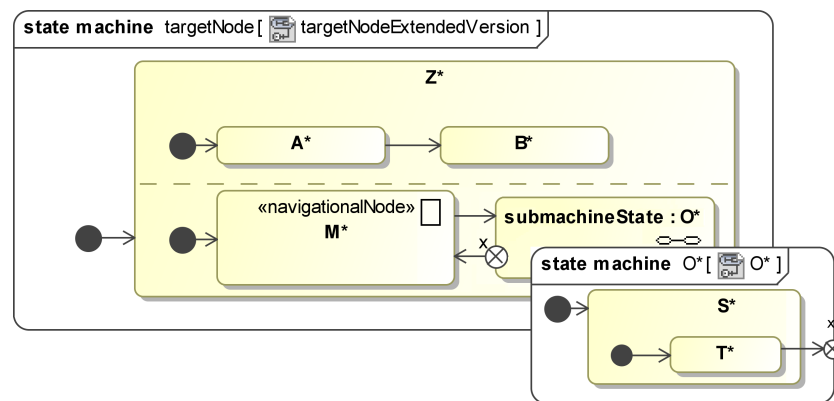 state machine targetNode [ targetNodeExtendedVersion ]
Z*
A*
B*
«navigationalNode»
M*
submachineState : O*
x
state machine O* [ O* ]
S*
T*
x